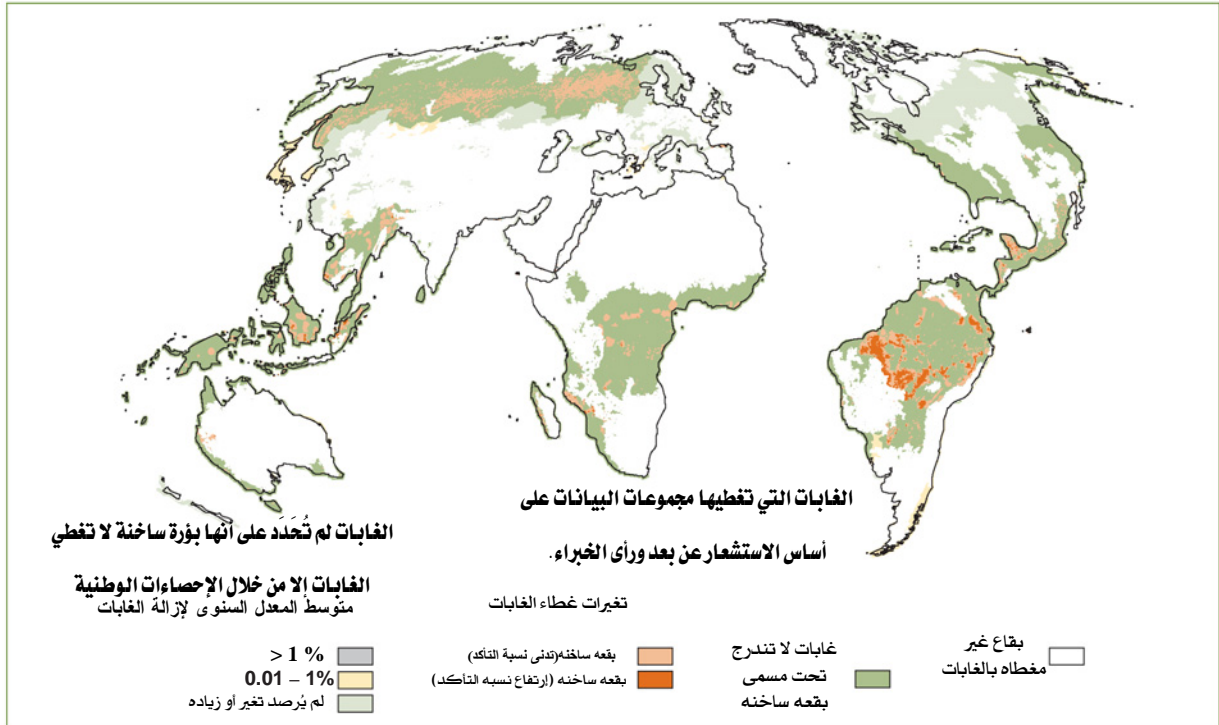 الغابات التي تغطيها مجموعات البيانات على
أساس الاستشعار عن بعد ورأى الخبراء.
الغابات لم تُحَدَد على انها بؤرة ساخنة لا تغطي
الغابات إلا من خلال الإحصاءات الوطنية
متوسط المعدل السنوى لإزالة الغابات
تغيرات غطاء الغابات
بقاع غير
مغطاه بالغابات
غابات لا تندرج
تحت مسمى
بقعه ساخنه
بقعه ساخنه(تدنى نسبة التأكد)
بقعه ساخنه (إرتفاع نسبه التأكد)
> 1 %
0.01 – 1%
لم يُرصد تغير أو زياده